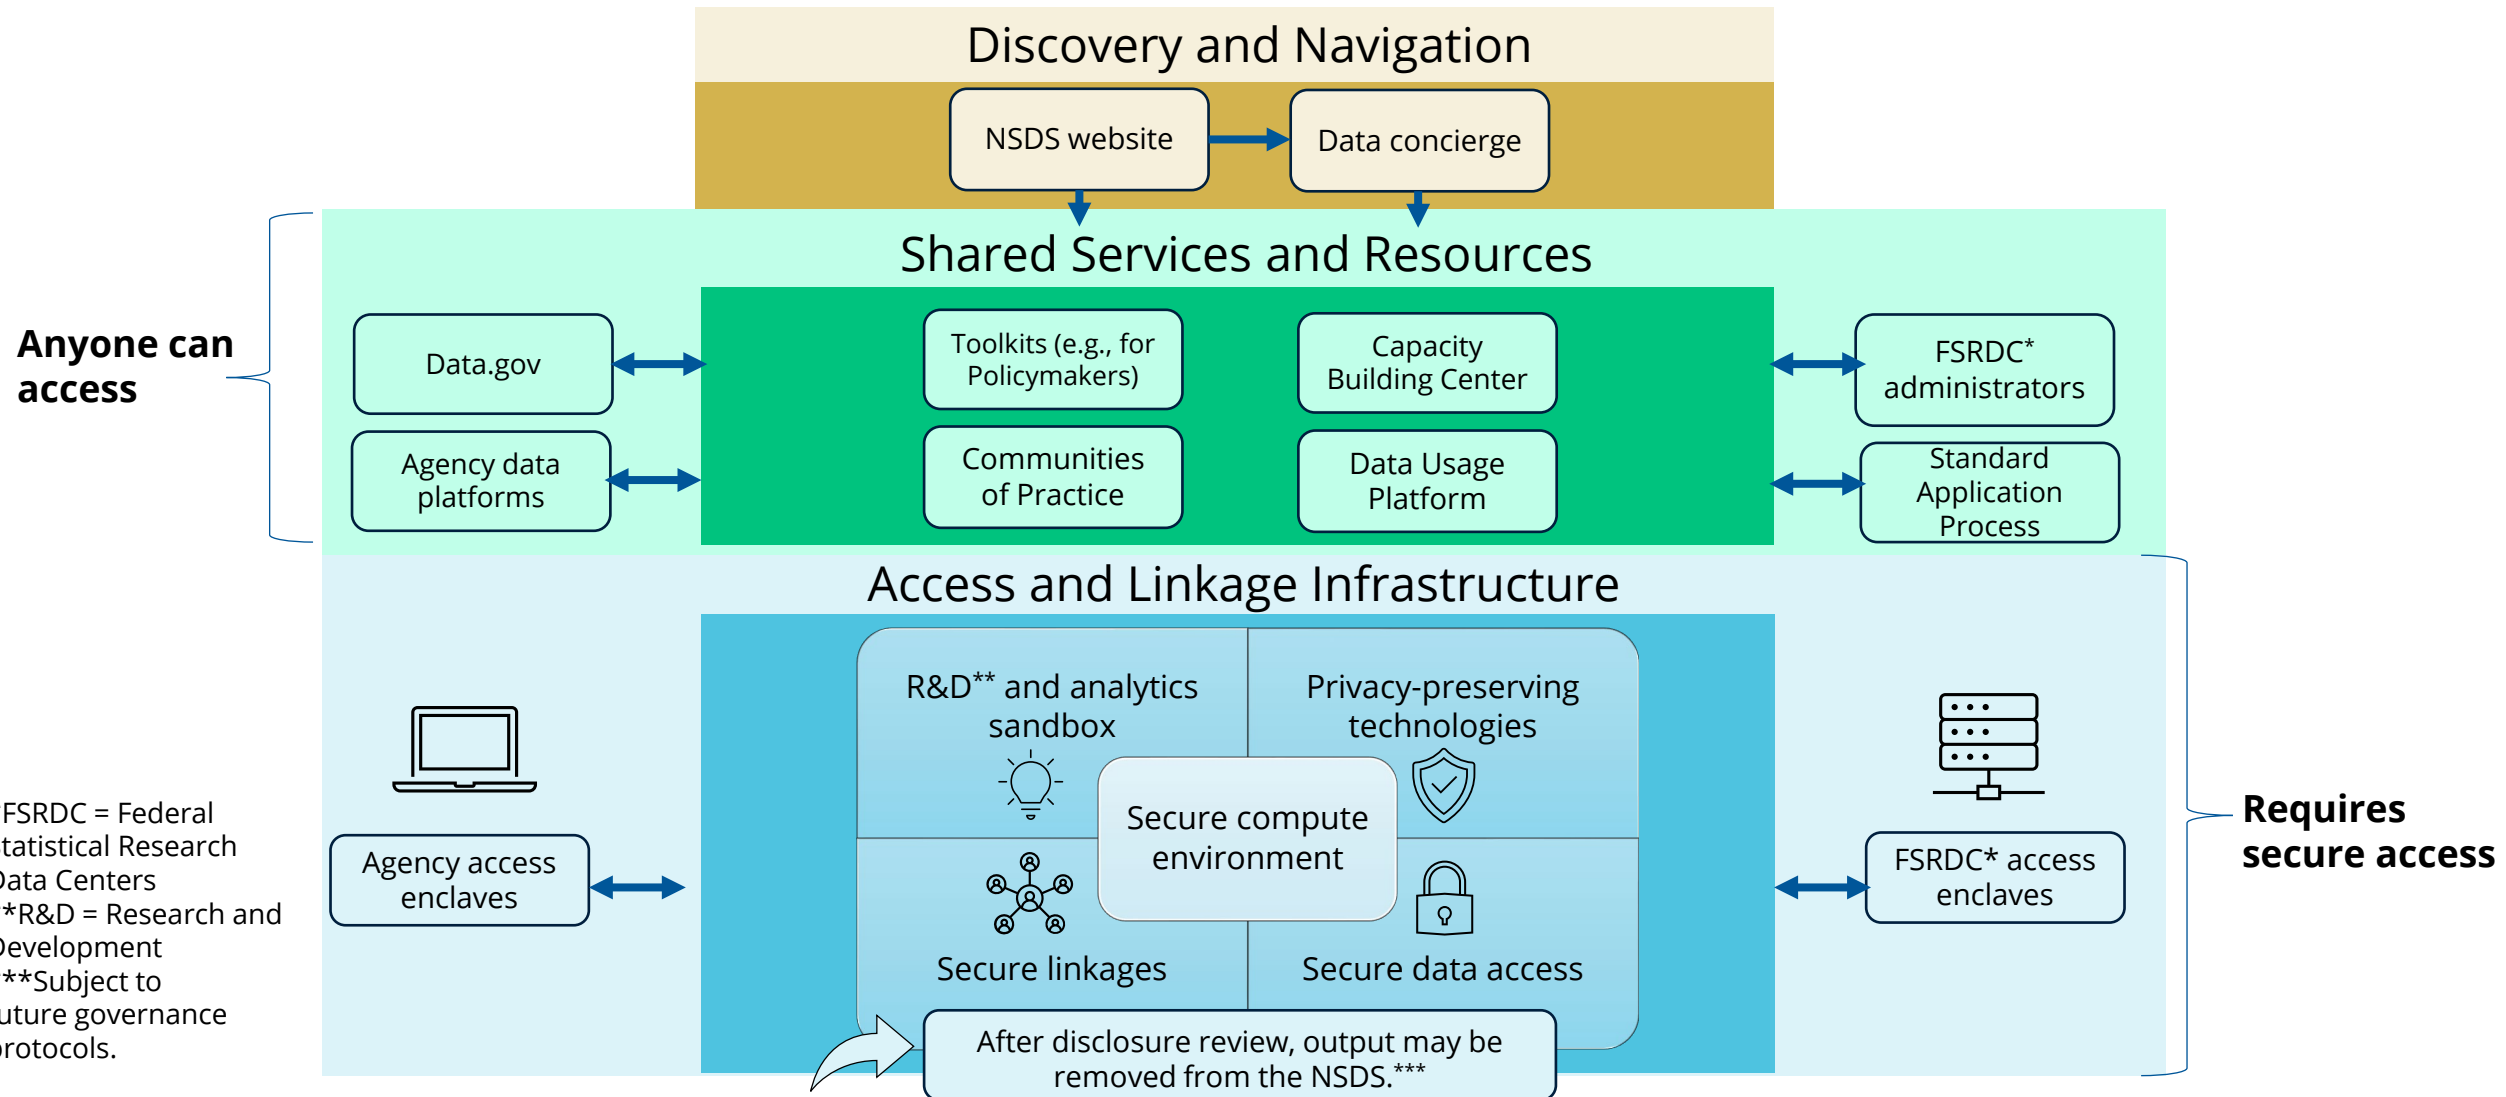 Discovery and Navigation
NSDS website
Data concierge
Shared Services and Resources
Anyone can
access
Data.gov
Toolkits (e.g., for
Policymakers)
Capacity
Building Center
FSRDC*
administrators
Agency data
platforms
Communities
of Practice
Data Usage
Platform
Standard
Application
Process
Access and Linkage Infrastructure
R&D** and analytics
sandbox
Privacy-preserving
technologies
Secure compute
environment
Secure linkages
Secure data access
Agency access
enclaves
FSRDC* access
enclaves
Requires
secure access
After disclosure review, output may be
removed from the NSDS.***
*FSRDC = Federal
Statistical Research
Data Centers
**R&D = Research and
Development
***Subject to
future governance
protocols.